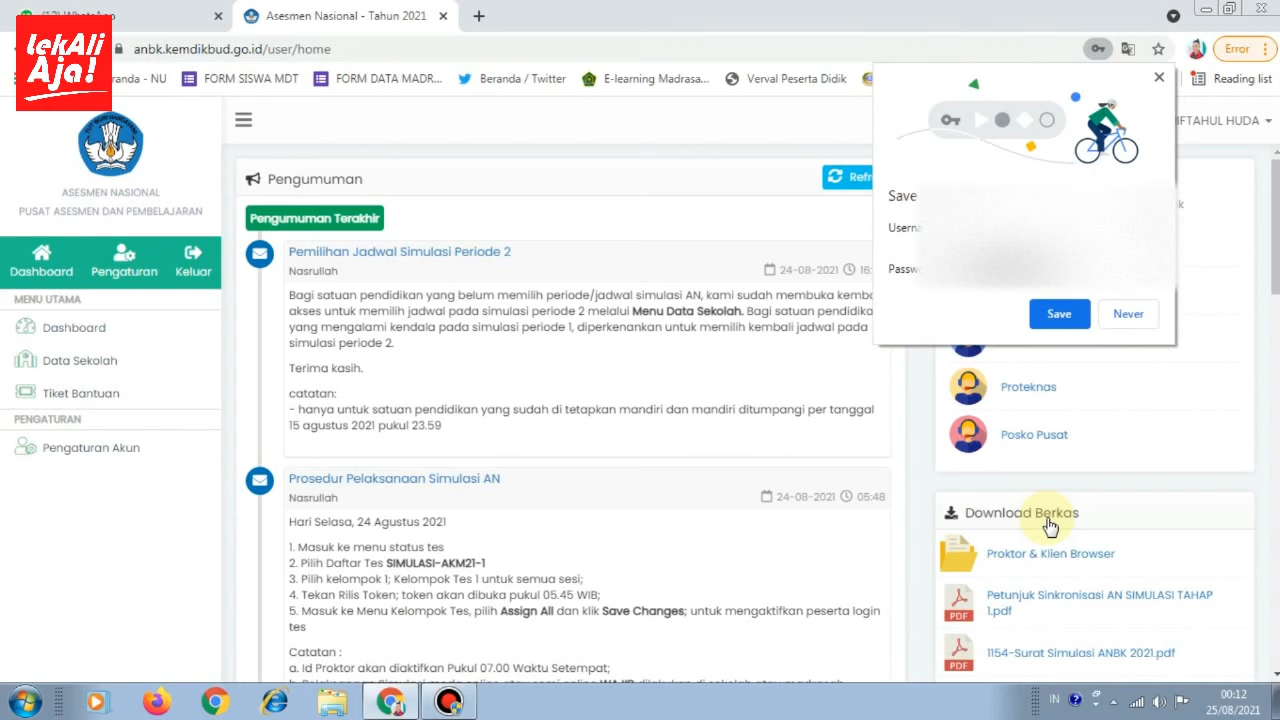 (12) WhatsApp
Asesmen Nasional - Tahun 2021
lekAli
Aja!
anbk.kemdikbud.go.id/user/home
Error
randa - NU
FORM SISWA MDT
FORM DATA MADR...
Beranda / Twitter
E-learning Madrasa...
Verval Peserta Didik
Reading list
IFTAHUL HUDA
ASESMEN NASIONAL
PUSAT ASESMEN DAN PEMBELAJARAN
Dashboard
Pengaturan
Keluar
MENU UTAMA
Dashboard
Data Sekolah
Tiket Bantuan
PENGATURAN
Pengaturan Akun
Pengumuman
Refr
Pengumuman Terakhir
Pemilihan Jadwal Simulasi Periode 2
Nasrullah
24-08-2021 16:
Bagi satuan pendidikan yang belum memilih periode/jadwal simulasi AN, kami sudah membuka kemba
akses untuk memilih jadwal pada simulasi periode 2 melalui Menu Data Sekolah. Bagi satuan pendidika
yang mengalami kendala pada simulasi periode 1, diperkenankan untuk memilih kembali jadwal pada
simulasi periode 2.
Terima kasih.
catatan:
- hanya untuk satuan pendidikan yang sudah di tetapkan mandiri dan mandiri ditumpangi per tanggal
15 agustus 2021 pukul 23.59
Prosedur Pelaksanaan Simulasi AN
Nasrullah
24-08-2021 05:48
Hari Selasa, 24 Agustus 2021
1. Masuk ke menu status tes
2. Pilih Daftar Tes SIMULASI-AKM21-1
3. Pilih kelompok 1; Kelompok Tes 1 untuk semua sesi;
4. Tekan Rilis Token; token akan dibuka pukul 05.45 WIB;
5. Masuk ke Menu Kelompok Tes, pilih Assign All dan klik Save Changes; untuk mengaktifkan peserta login
tes
Catatan :
a. Id Proktor akan diaktifkan Pukul 07.00 Waktu Setempat;
Save
Userna
Passwo
Save
Never
k
Proteknas
Posko Pusat
Download Berkas
Proktor & Klien Browser
Petunjuk Sinkronisasi AN SIMULASI TAHAP
1.pdf
1154-Surat Simulasi ANBK 2021.pdf
PDF
PDF
IN
00:12
25/08/2021